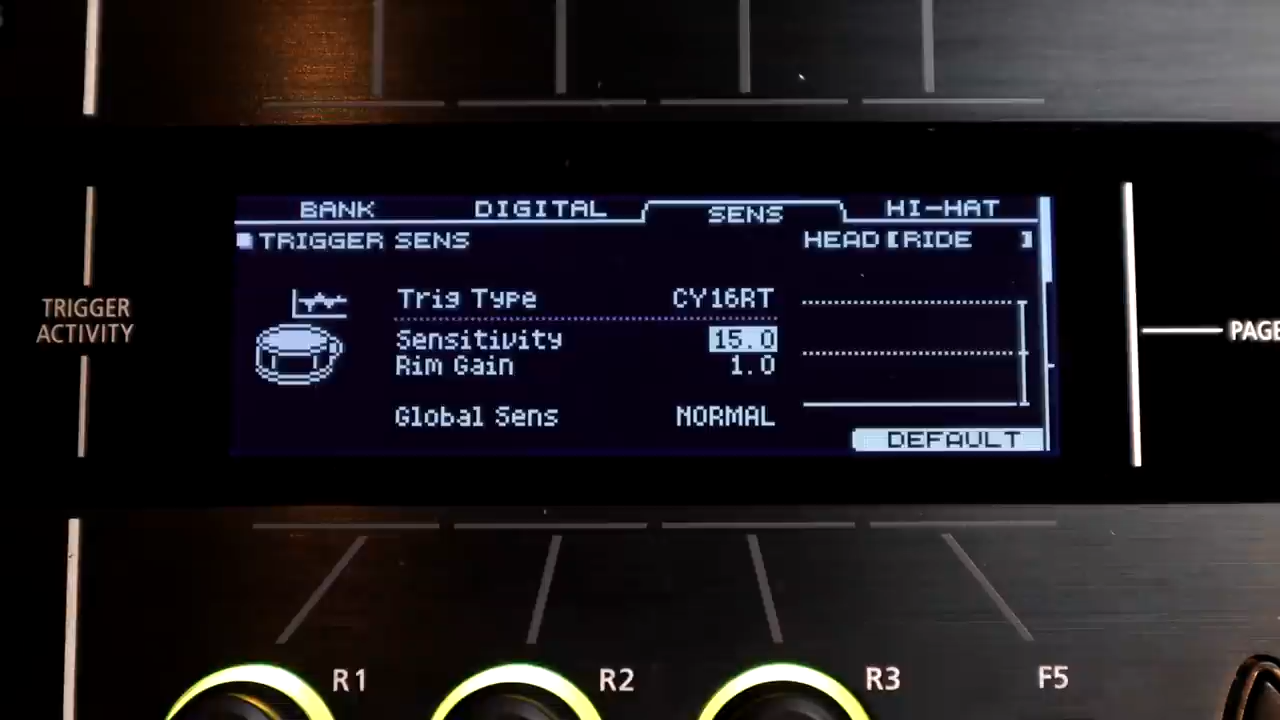 BANK DIGITAL SENS HI-HAT
TRIGGER SENS HEAD [RIDE ]
Trig Type CY16RT
Sensitivity 15.0
Rim Gain 1.0
Global Sens NORMAL
DEFAULT
TRIGGER
ACTIVITY
PAGE
R1 R2 R3 F5